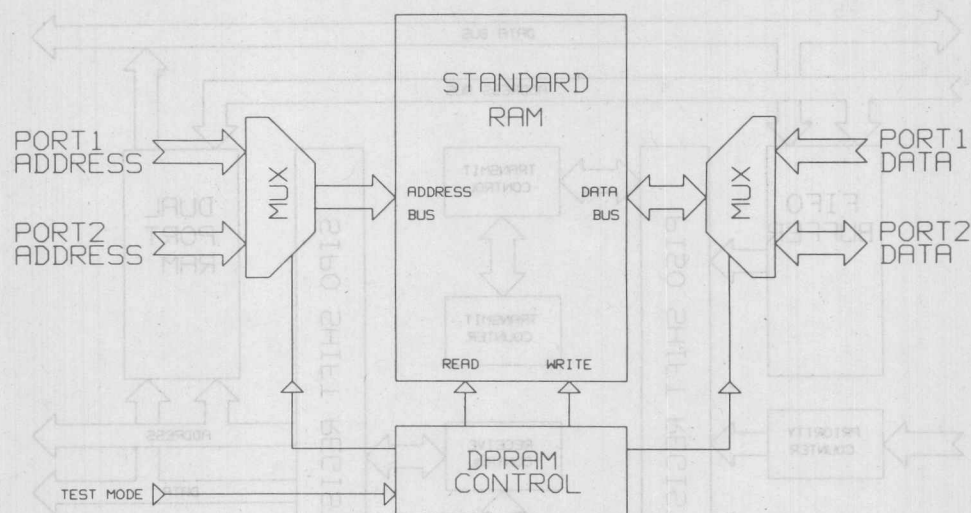 STANDARD
RAM
PORT1
ADDRESS
PORT2
ADDRESS
MUX
ADDRESS
BUS
DATA
BUS
MUX
PORT1
DATA
PORT2
DATA
READ
WRITE
DPRAM
CONTROL
TEST MODE